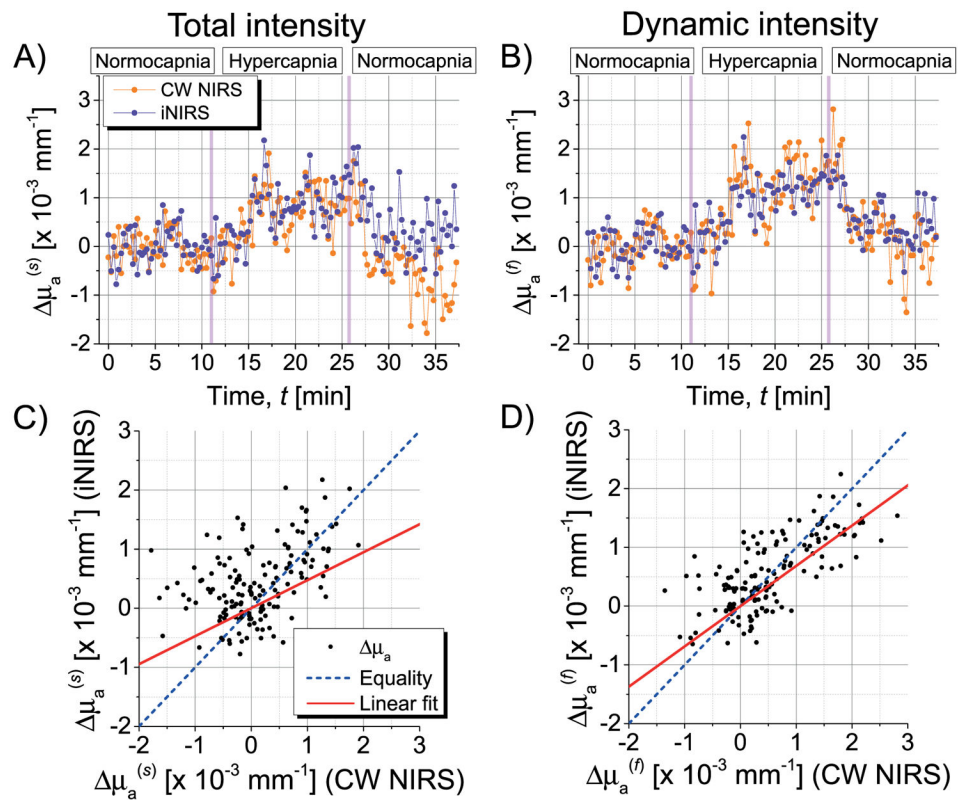 Total intensity
Dynamic intensity
A)
Normocapnia Hypercapnia Normocapnia
CW NIRS
iNIRS
3
2
1
0
-1
-2
Δμa(s) [x 10-3 mm-1]
0 5 10 15 20 25 30 35
Time, t [min]
B)
Normocapnia Hypercapnia Normocapnia
3
2
1
0
-1
-2
Δμa(f) [x 10-3 mm-1]
0 5 10 15 20 25 30 35
Time, t [min]
C)
3
2
1
0
-1
-2
Δμa(s) [x 10-3 mm-1] (iNIRS)
Δμa
Equality
Linear fit
-2 -1 0 1 2 3
Δμa(s) [x 10-3 mm-1] (CW NIRS)
D)
3
2
1
0
-1
-2
Δμa(f) [x 10-3 mm-1] (iNIRS)
-2 -1 0 1 2 3
Δμa(f) [x 10-3 mm-1] (CW NIRS)